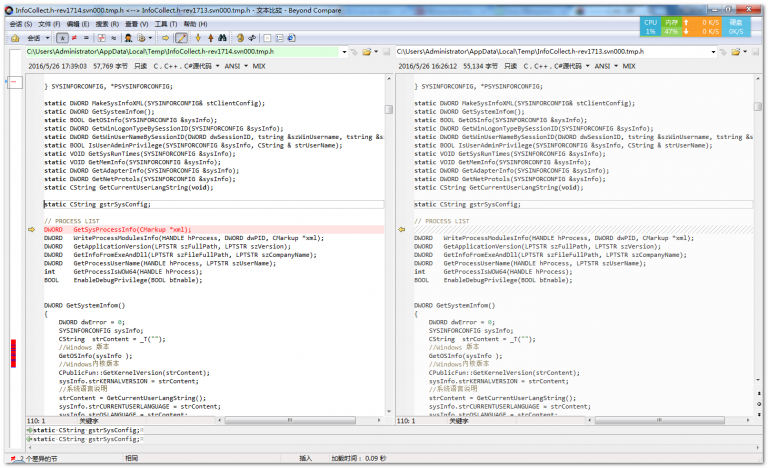 InfoCollect.h-rev1714.svn000.tmp.h <---> InfoCollect.h-rev1713.svn000.tmp.h - 文本比较 - Beyond Compare
会话(S) 文件(F) 编辑(E) 搜索(R) 查看(V) 工具(T) 帮助(H)
CPU 内存 0 K/S 硬盘
1% 47% 0 K/S 0K/S
会话
C:\Users\Administrator\AppData\Local\Temp\InfoCollect.h-rev1714.svn000.tmp.h
C:\Users\Administrator\AppData\Local\Temp\InfoCollect.h-rev1713.svn000.tmp.h
2016/5/26 17:39:03 57,769 字节 只读 C，C++，C#源代码 ANSI MIX
2016/5/26 16:26:12 55,134 字节 只读 C，C++，C#源代码 ANSI MIX
} SYSINFORCONFIG, *PSYSINFORCONFIG;
static DWORD MakeSysInfoXML(SYSINFORCONFIG& stClientConfig);
static DWORD GetSystemInfom();
static BOOL GetOSInfo(SYSINFORCONFIG &sysInfo);
static DWORD GetWinLogonTypeBySessionID(SYSINFORCONFIG &sysInfo);
static DWORD GetWinUserNameBySessionID(DWORD dwSessionID, tstring &szWinUsername, tstring &s
static BOOL IsUserAdminPrivilege(SYSINFORCONFIG &sysInfo, CString & strUserName);
static VOID GetSysRunTimes(SYSINFORCONFIG &sysInfo);
static VOID GetMemInfo(SYSINFORCONFIG &sysInfo);
static DWORD GetAdapterInfo(SYSINFORCONFIG &sysInfo);
static DWORD GetNetProtols(SYSINFORCONFIG &sysInfo);
static CString GetCurrentUserLangString(void);
static CString gstrSysConfig;
// PROCESS LIST
DWORD GetSysProcessInfo(CMarkup *xml);
DWORD WriteProcessModulesInfo(HANDLE hProcess, DWORD dwPID, CMarkup *xml);
DWORD GetApplicationVersion(LPTSTR szFullPath, LPTSTR szVersion);
DWORD GetInfoFromExeAndDll(LPTSTR szFileFullPath, LPTSTR szCompanyName);
DWORD GetProcessUserName(HANDLE hProcess, LPTSTR szUserName);
int GetProcessIsWOW64(HANDLE hProcess);
BOOL EnableDebugPrivilege(BOOL bEnable);
DWORD GetSystemInfom()
{
DWORD dwError = 0;
SYSINFORCONFIG sysInfo;
CString strContent = _T("");
//Windows 版本
GetOSInfo(sysInfo );
//Windows内核版本
CPublicFun::GetKernelVersion(strContent);
sysInfo.strKERNALVERSION = strContent;
//系统语言说明
strContent = GetCurrentUserLangString();
sysInfo.strCURRENTUSERLANGUAGE = strContent;
sysInfo.strOSLANGUAGE = strContent;
} SYSINFORCONFIG, *PSYSINFORCONFIG;
static DWORD MakeSysInfoXML(SYSINFORCONFIG& stClientConfig);
static DWORD GetSystemInfom();
static BOOL GetOSInfo(SYSINFORCONFIG &sysInfo);
static DWORD GetWinLogonTypeBySessionID(SYSINFORCONFIG &sysInfo);
static DWORD GetWinUserNameBySessionID(DWORD dwSessionID, tstring &szWinUsername, tstring &s
static BOOL IsUserAdminPrivilege(SYSINFORCONFIG &sysInfo, CString & strUserName);
static VOID GetSysRunTimes(SYSINFORCONFIG &sysInfo);
static VOID GetMemInfo(SYSINFORCONFIG &sysInfo);
static DWORD GetAdapterInfo(SYSINFORCONFIG &sysInfo);
static DWORD GetNetProtols(SYSINFORCONFIG &sysInfo);
static CString GetCurrentUserLangString(void);
static CString gstrSysConfig;
// PROCESS LIST
DWORD WriteProcessModulesInfo(HANDLE hProcess, DWORD dwPID, CMarkup *xml);
DWORD GetApplicationVersion(LPTSTR szFullPath, LPTSTR szVersion);
DWORD GetInfoFromExeAndDll(LPTSTR szFileFullPath, LPTSTR szCompanyName);
DWORD GetProcessUserName(HANDLE hProcess, LPTSTR szUserName);
int GetProcessIsWOW64(HANDLE hProcess);
BOOL EnableDebugPrivilege(BOOL bEnable);
DWORD GetSystemInfom()
{
DWORD dwError = 0;
SYSINFORCONFIG sysInfo;
CString strContent = _T("");
//Windows 版本
GetOSInfo(sysInfo );
//Windows内核版本
CPublicFun::GetKernelVersion(strContent);
sysInfo.strKERNALVERSION = strContent;
//系统语言说明
strContent = GetCurrentUserLangString();
sysInfo.strCURRENTUSERLANGUAGE = strContent;
sysInfo.strOSLANGUAGE = strContent;
110: 1 关键字
110: 1 关键字
static CString gstrSysConfig;
static CString gstrSysConfig;
2 个差异的节 相同 插入 加载时间： 0.09 秒